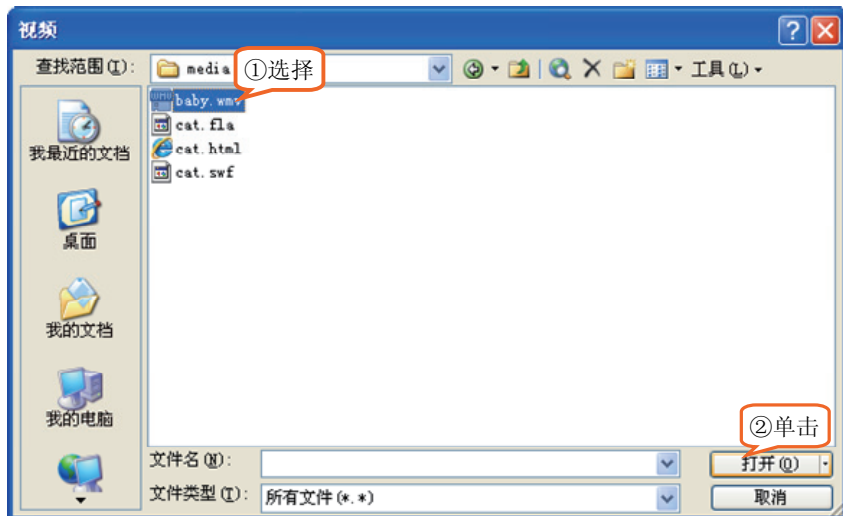 视频
查找范围(I): media ①选择 工具(L)
baby.wmv
cat.fla
cat.html
cat.swf
我最近的文档
桌面
我的文档
我的电脑
②单击
文件名(N): 打开(O)
文件类型(T): 所有文件(*.*) 取消